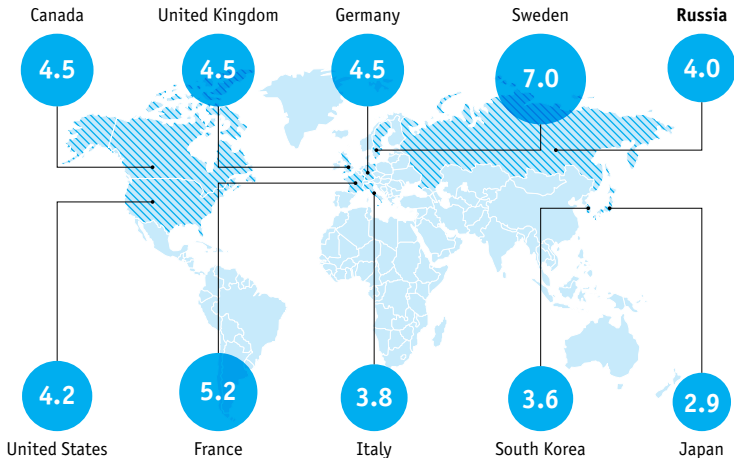 Canada United Kingdom Germany Sweden Russia
4.5 4.5 4.5 7.0 4.0
4.2 5.2 3.8 3.6 2.9
United States France Italy South Korea Japan